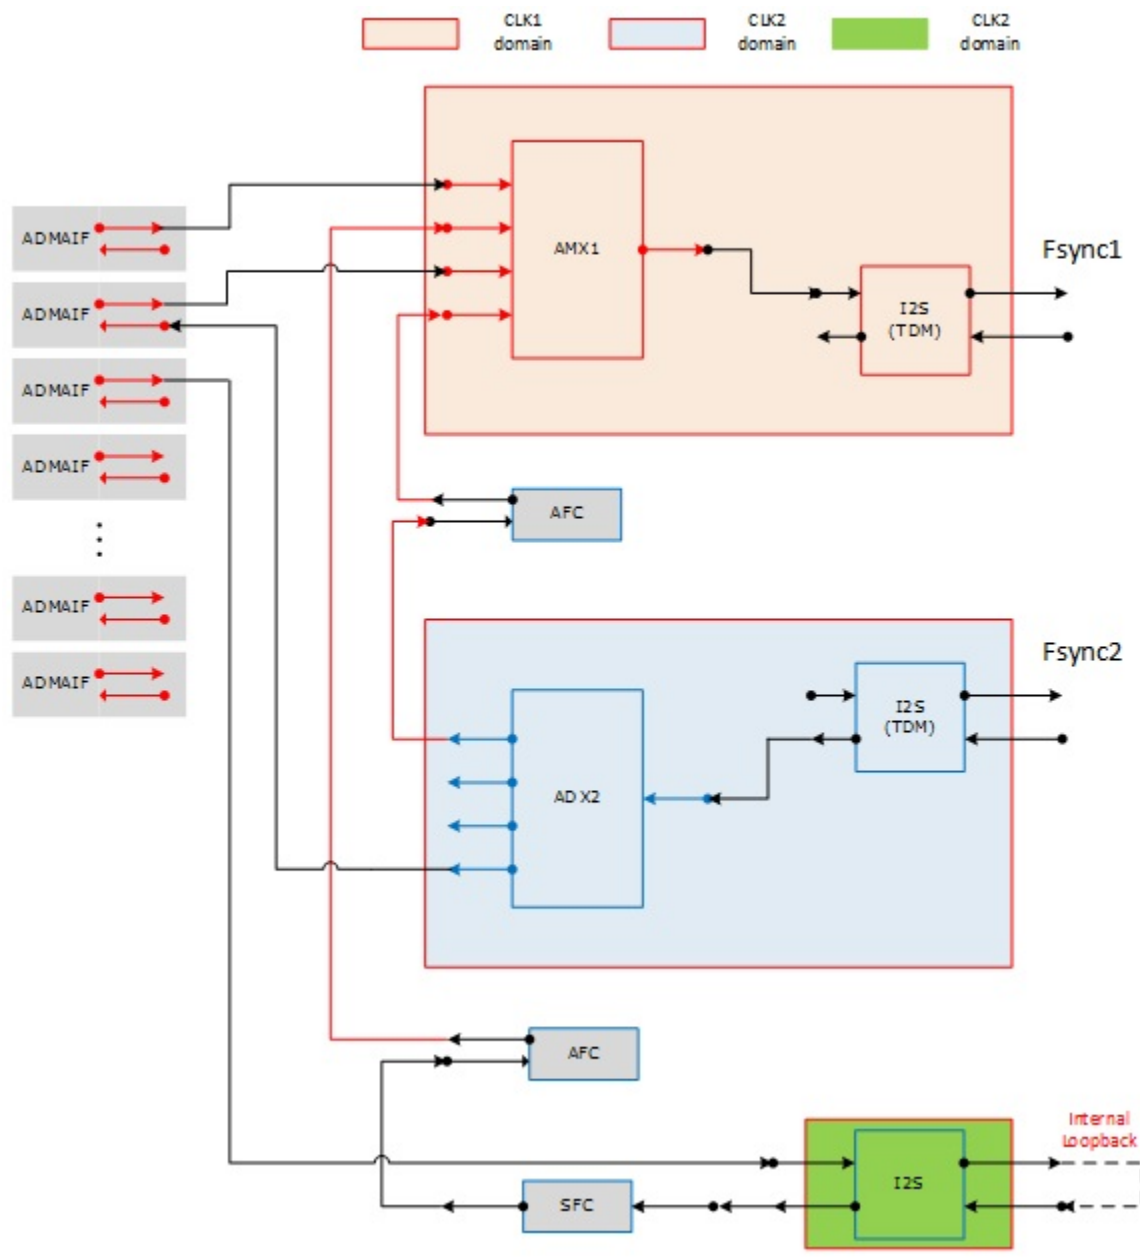 CLK1
domain
CLK2
domain
CLK2
domain
ADMAIF
ADMAIF
ADMAIF
ADMAIF
ADMAIF
ADMAIF
AMX1
I2S
(TDM)
Fsync1
AFC
Fsync2
I2S
(TDM)
ADX2
AFC
Internal
Loopback
I2S
SFC